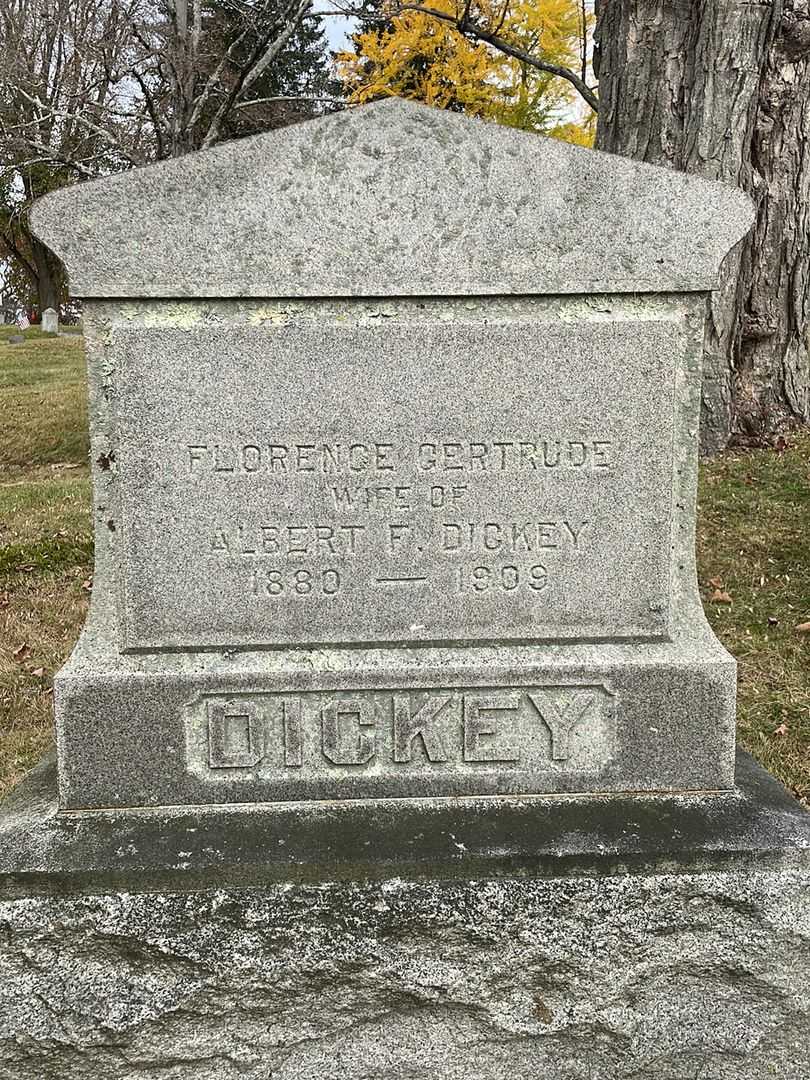 FLORENCE GERTRUDE
WIFE OF
ALBERT F. DICKEY
1880 — 1909
DICKEY